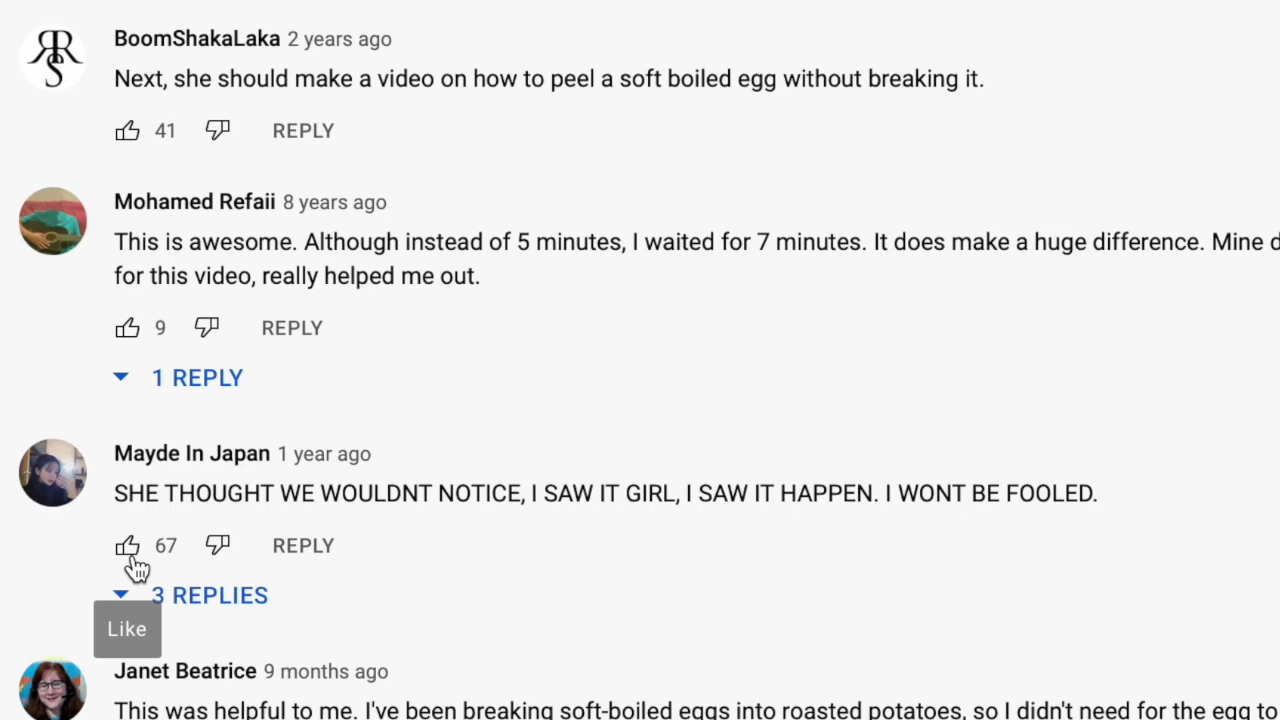 BoomShakaLaka 2 years ago
Next, she should make a video on how to peel a soft boiled egg without breaking it.
41 REPLY
Mohamed Refaii 8 years ago
This is awesome. Although instead of 5 minutes, I waited for 7 minutes. It does make a huge difference. Mine d
for this video, really helped me out.
9 REPLY
1 REPLY
Mayde In Japan 1 year ago
SHE THOUGHT WE WOULDNT NOTICE, I SAW IT GIRL, I SAW IT HAPPEN. I WONT BE FOOLED.
67 REPLY
3 REPLIES
Like
Janet Beatrice 9 months ago
This was helpful to me. I've been breaking soft-boiled eggs into roasted potatoes, so I didn't need for the egg to